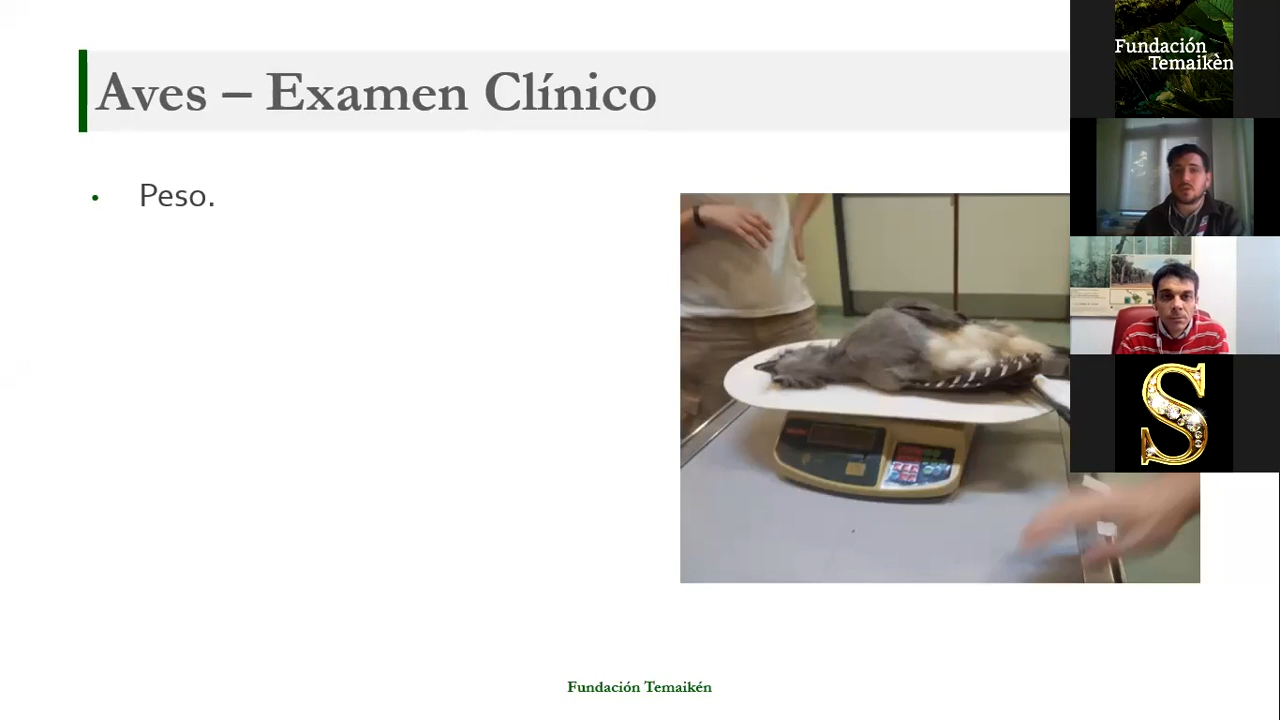 Aves – Examen Clínico
• Peso.
Fundación
Temaikèn
S
Fundación Temaikén